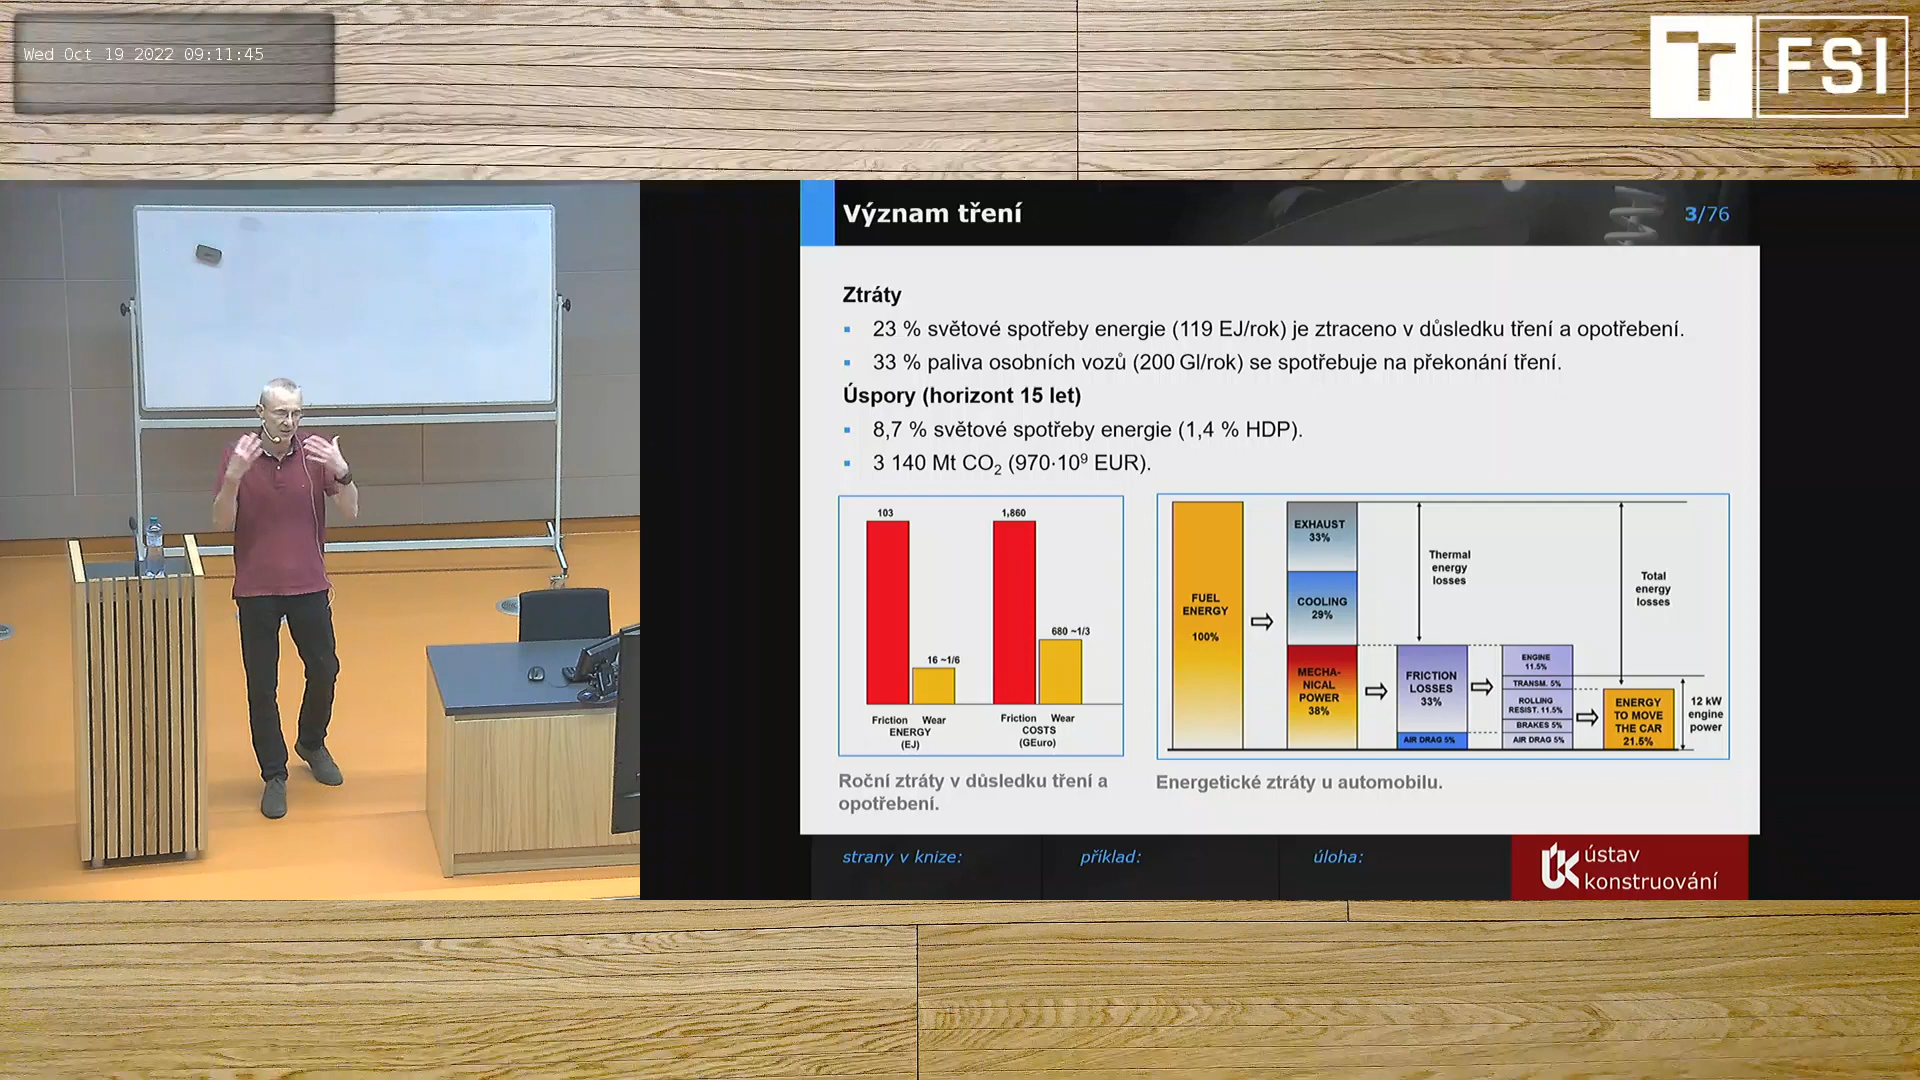 Wed Oct 19 2022 09:11:45
FSI
Význam tření
3/76
Ztráty
23 % světové spotřeby energie (119 EJ/rok) je ztraceno v důsledku tření a opotřebení.
33 % paliva osobních vozů (200 Gl/rok) se spotřebuje na překonání tření.
Úspory (horizont 15 let)
8,7 % světové spotřeby energie (1,4 % HDP).
3 140 Mt CO₂ (970·10⁹ EUR).
103
16 ~1/6
1,860
680 ~1/3
Friction Wear
ENERGY
(EJ)
Friction Wear
COSTS
(GEuro)
Roční ztráty v důsledku tření a
opotřebení.
FUEL
ENERGY
100%
EXHAUST
33%
COOLING
29%
MECHA-
NICAL
POWER
38%
Thermal
energy
losses
FRICTION
LOSSES
33%
AIR DRAG 5%
ENGINE
11.5%
TRANSM. 5%
ROLLING
RESIST. 11.5%
BRAKES 5%
AIR DRAG 5%
Total
energy
losses
ENERGY
TO MOVE
THE CAR
21.5%
12 kW
engine
power
Energetické ztráty u automobilu.
strany v knize:
příklad:
úloha:
ústav
konstruování